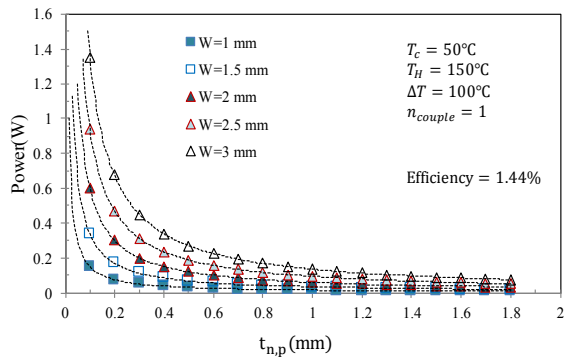 1.6
1.4
1.2
1
0.8
0.6
0.4
0.2
0
Power(W)
W=1 mm
W=1.5 mm
W=2 mm
W=2.5 mm
W=3 mm
T_c = 50℃
T_H = 150℃
ΔT = 100℃
n_couple = 1
Efficiency = 1.44%
0 0.2 0.4 0.6 0.8 1 1.2 1.4 1.6 1.8 2
t_n,p (mm)